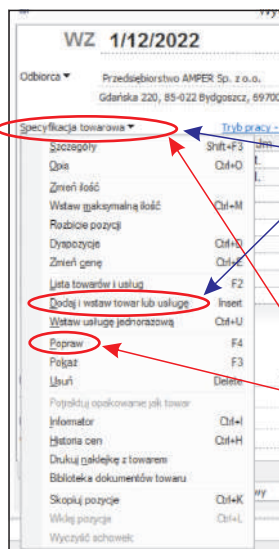 WZ 1/12/2022
Odbiorca Przedsiębiorstwo AMPER Sp. z o.o.
Gdańska 220, 85-022 Bydgoszcz, 69700
Specyfikacja towarowa Tryb pracy -
Szczegóły Shift+F3
Opis Ctrl+O
Zmień ilość
Wstaw maksymalną ilość Ctrl+M
Rozbicie pozycji
Dyspozycje Ctrl+D
Zmień cenę Ctrl+E
Lista towarów i usług F2
Dodaj i wstaw towar lub usługę Insert
Wstaw usługę jednorazową Ctrl+U
Popraw F4
Pokaż F3
Usuń Delete
Potraktuj opakowanie jak towar
Informator Ctrl+I
Historia cen Ctrl+H
Drukuj naklejkę z towarem
Biblioteka dokumentów towaru
Skopiuj pozycje Ctrl+K
Wklej pozycje Ctrl+L
Wyczyść schowek